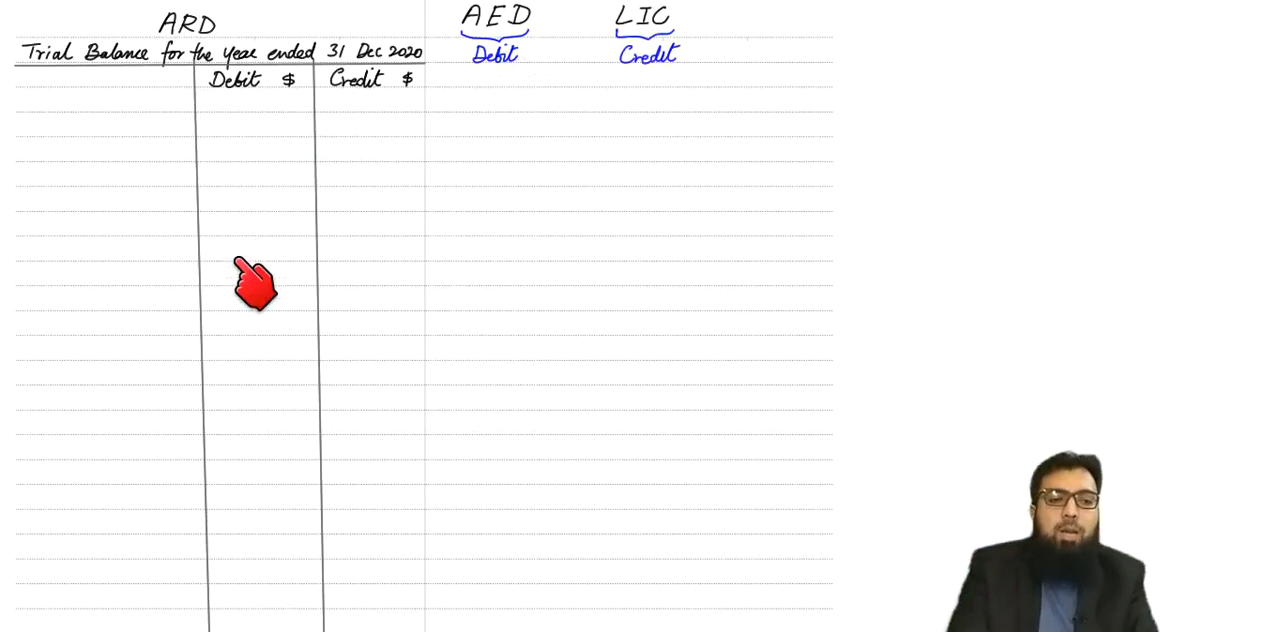 ARD
Trial Balance for the year ended 31 Dec 2020
Debit $ Credit $
AED LIC
Debit Credit